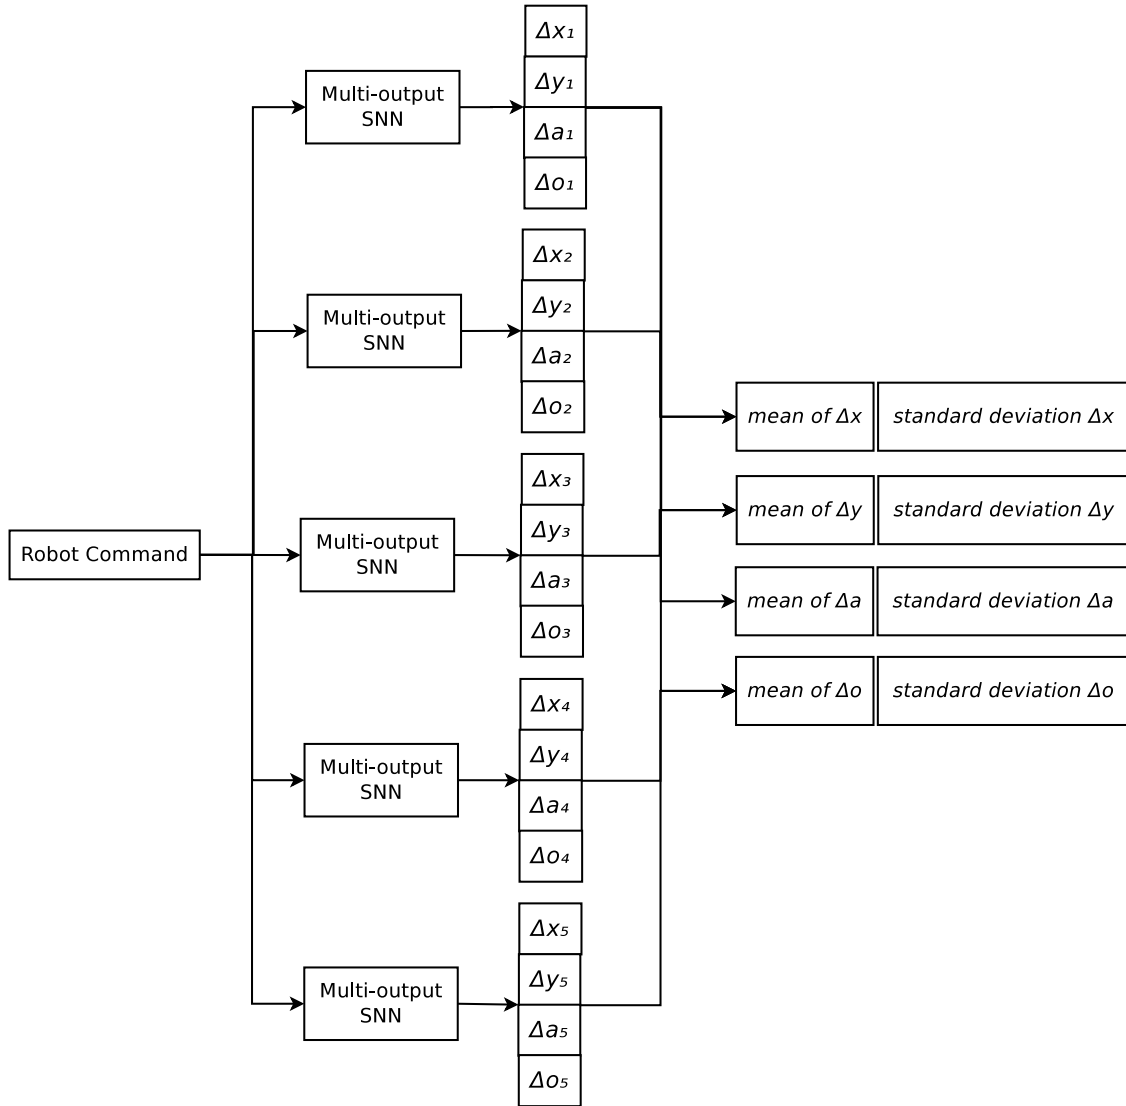 Robot Command
Multi-output
SNN
Δx₁
Δy₁
Δa₁
Δo₁
Multi-output
SNN
Δx₂
Δy₂
Δa₂
Δo₂
Multi-output
SNN
Δx₃
Δy₃
Δa₃
Δo₃
Multi-output
SNN
Δx₄
Δy₄
Δa₄
Δo₄
Multi-output
SNN
Δx₅
Δy₅
Δa₅
Δo₅
mean of Δx standard deviation Δx
mean of Δy standard deviation Δy
mean of Δa standard deviation Δa
mean of Δo standard deviation Δo